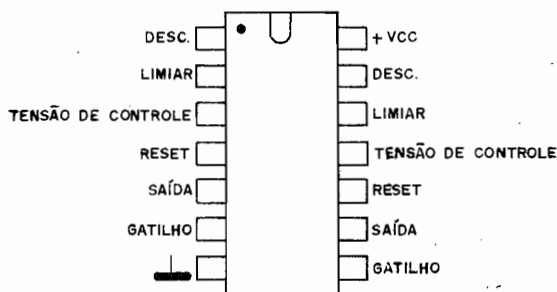 DESC. + VCC
LIMIAR DESC.
TENSÃO DE CONTROLE LIMIAR
RESET TENSÃO DE CONTROLE
SAÍDA RESET
GATILHO SAÍDA
GATILHO